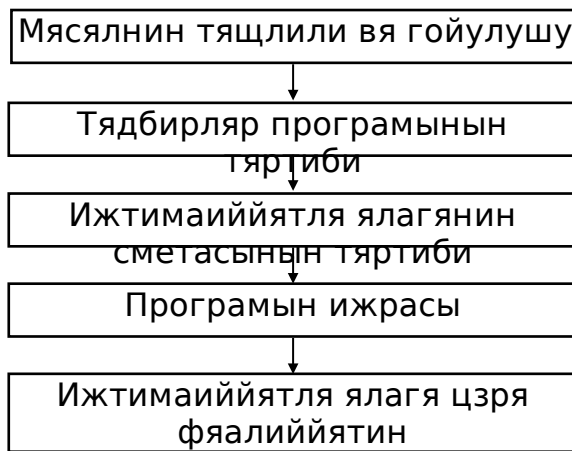 Мясялнин тящлили вя гойулушу
Тядбирляр програмынын
тяртиби
Ижтимаиййятля ялагянин
сметасынын тяртиби
Програмын ижрасы
Ижтимаиййятля ялагя цзря
фяалиййятин